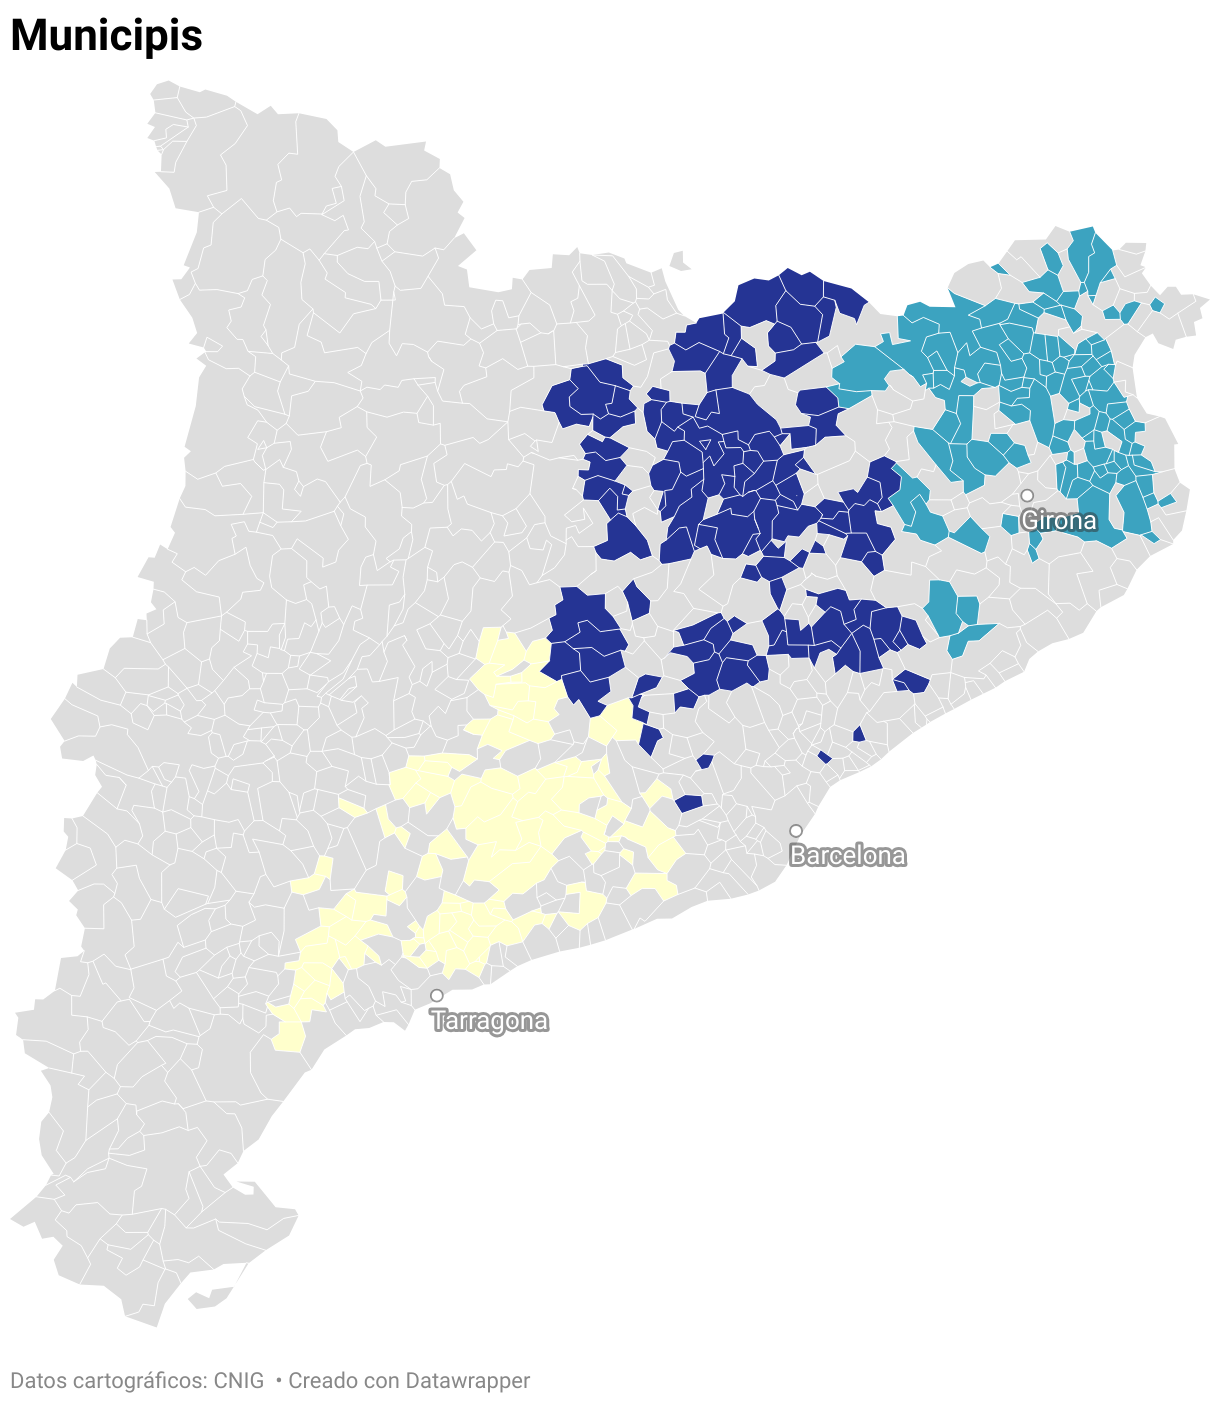 Municipis
Girona
Barcelona
Tarragona
Datos cartográficos: CNIG • Creado con Datawrapper